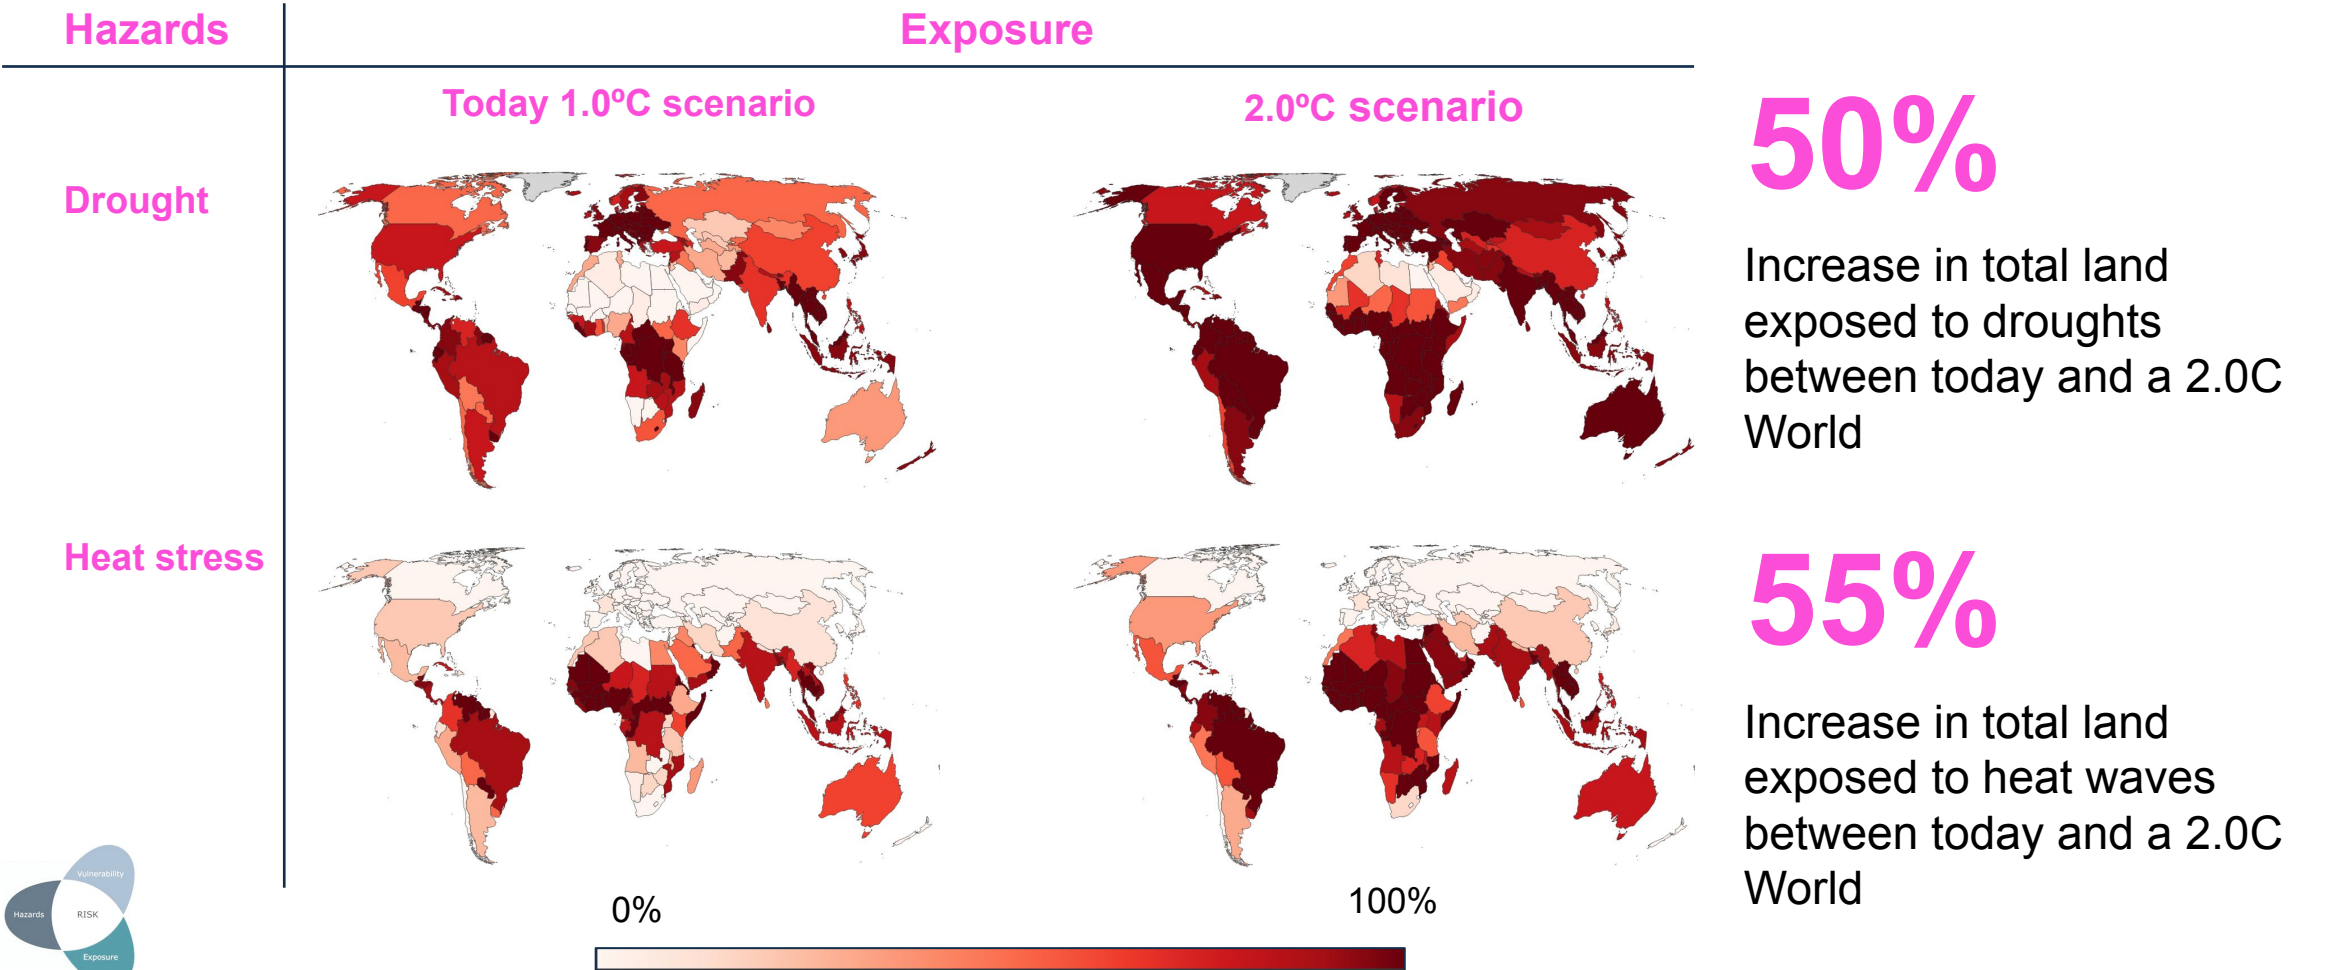 Hazards
Exposure
Today 1.0ºC scenario
2.0ºC scenario
Drought
50%
Increase in total land
exposed to droughts
between today and a 2.0C
World
Heat stress
55%
Increase in total land
exposed to heat waves
between today and a 2.0C
World
0%
100%
Vulnerability
Hazards
RISK
Exposure